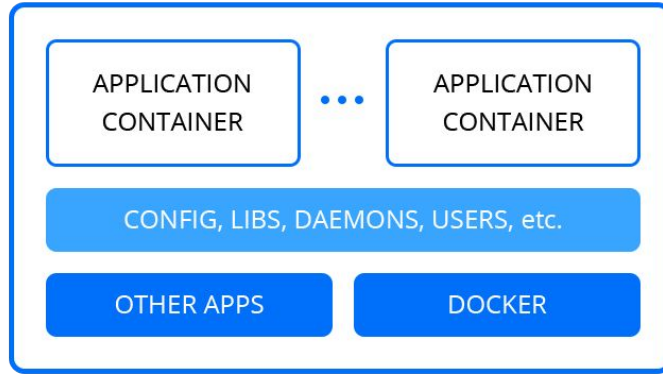 APPLICATION
CONTAINER
APPLICATION
CONTAINER
CONFIG, LIBS, DAEMONS, USERS, etc.
OTHER APPS
DOCKER